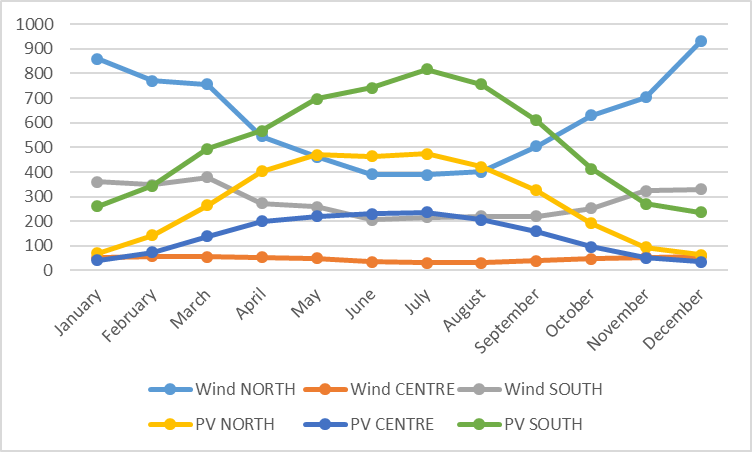 1000
900
800
700
600
500
400
300
200
100
0
January
February
March
April
May
June
July
August
September
October
November
December
Wind NORTH Wind CENTRE Wind SOUTH
PV NORTH PV CENTRE PV SOUTH